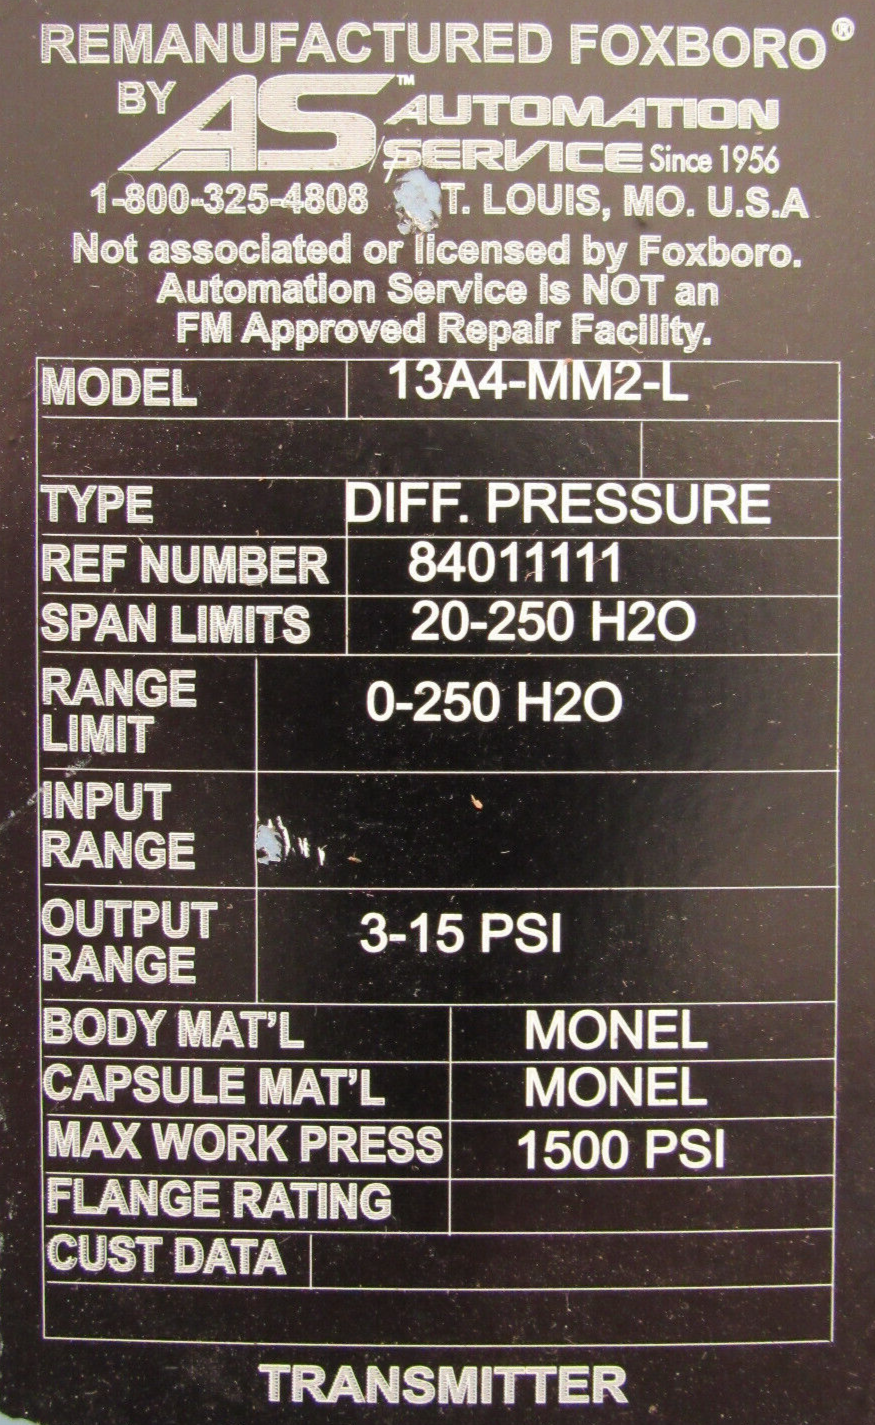 REMANUFACTURED FOXBORO®
BY AS™ AUTOMATION
SERVICE Since 1956
1-800-325-4808 T. LOUIS, MO. U.S.A
Not associated or licensed by Foxboro.
Automation Service is NOT an
FM Approved Repair Facility.
MODEL 13A4-MM2-L
TYPE DIFF. PRESSURE
REF NUMBER 84011111
SPAN LIMITS 20-250 H2O
RANGE
LIMIT 0-250 H2O
INPUT
RANGE
OUTPUT
RANGE 3-15 PSI
BODY MAT'L MONEL
CAPSULE MAT'L MONEL
MAX WORK PRESS 1500 PSI
FLANGE RATING
CUST DATA
TRANSMITTER